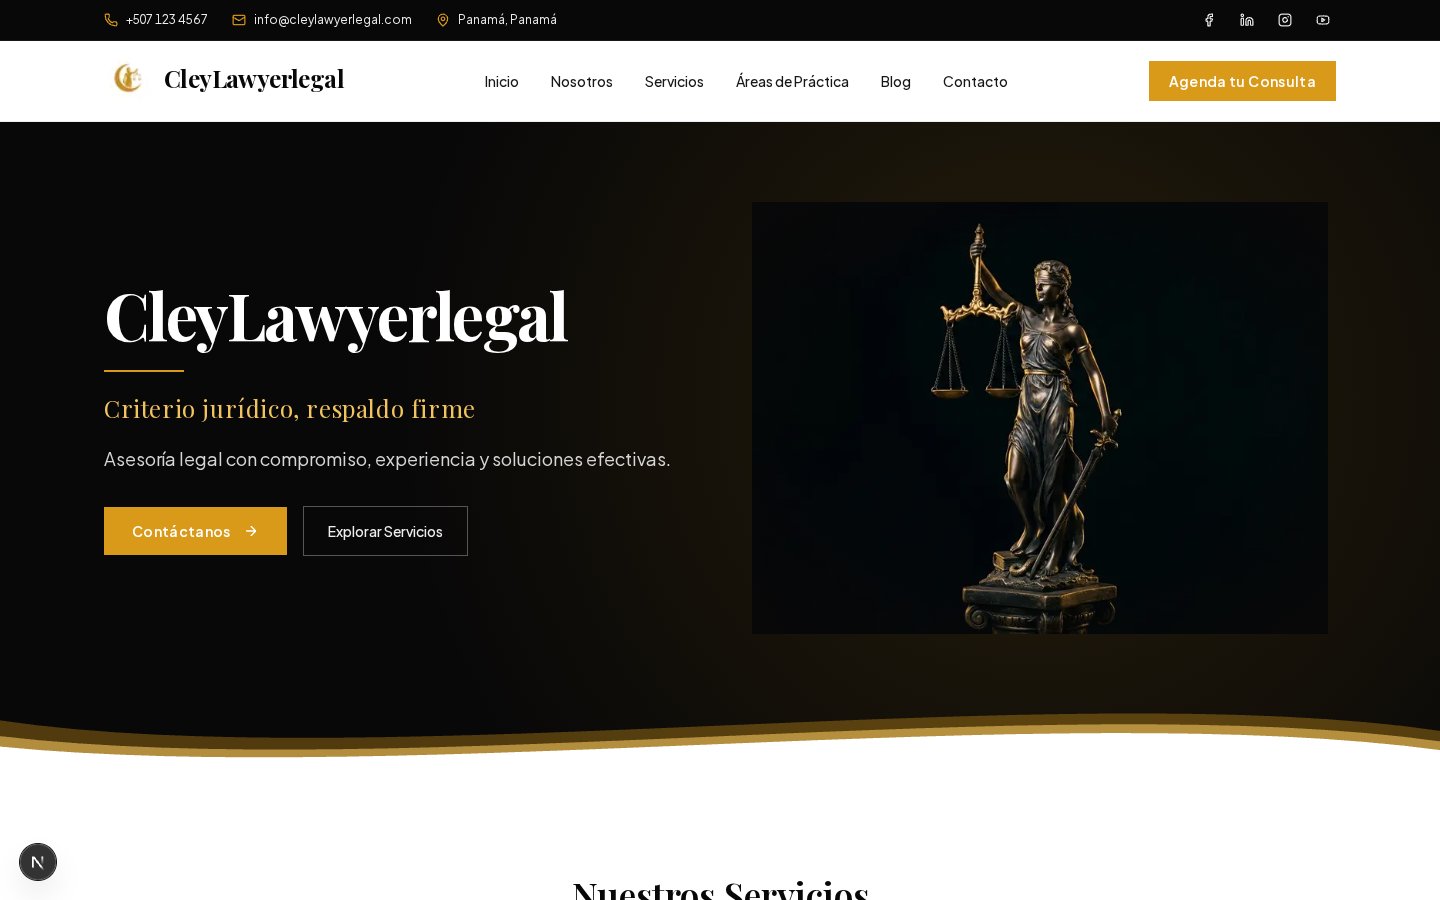 +507 123 4567 info@cleylawyerlegal.com Panamá, Panamá
CleyLawyerlegal Inicio Nosotros Servicios Áreas de Práctica Blog Contacto Agenda tu Consulta
CleyLawyerlegal
Criterio jurídico, respaldo firme
Asesoría legal con compromiso, experiencia y soluciones efectivas.
Contáctanos Explorar Servicios
N
Nuestros Servicios